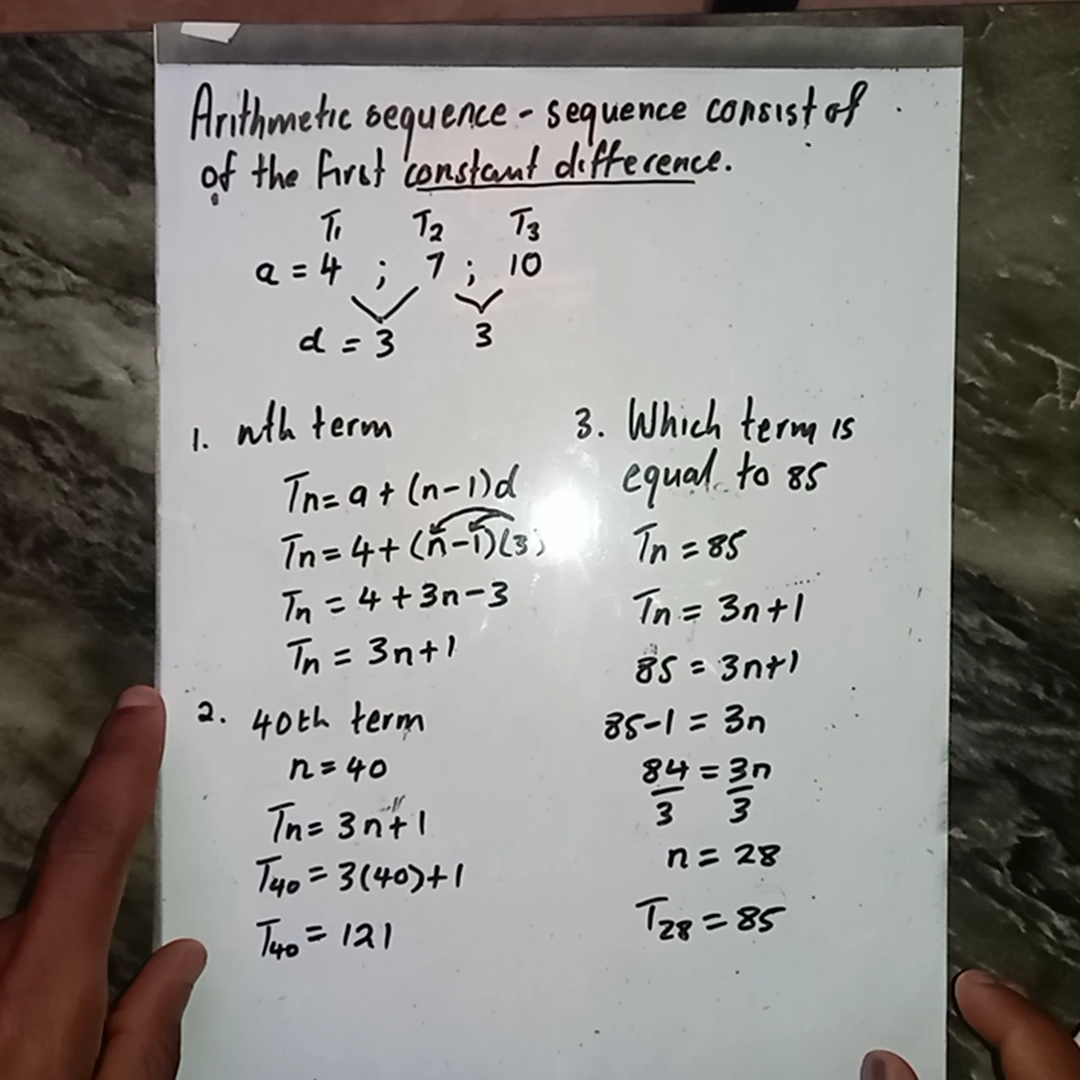 Arithmetic sequence - sequence consist of
of the first constant difference.
T1 T2 T3
a = 4 ; 7 ; 10
d = 3 3
1. nth term
Tn = a + (n-1)d
Tn = 4 + (n-1)(3)
Tn = 4 + 3n - 3
Tn = 3n+1
2. 40th term
n = 40
Tn = 3n+1
T40 = 3(40)+1
T40 = 121
3. Which term is
equal to 85
Tn = 85
Tn = 3n+1
85 = 3n+1
85-1 = 3n
84 = 3n
3 3
n = 28
T28 = 85